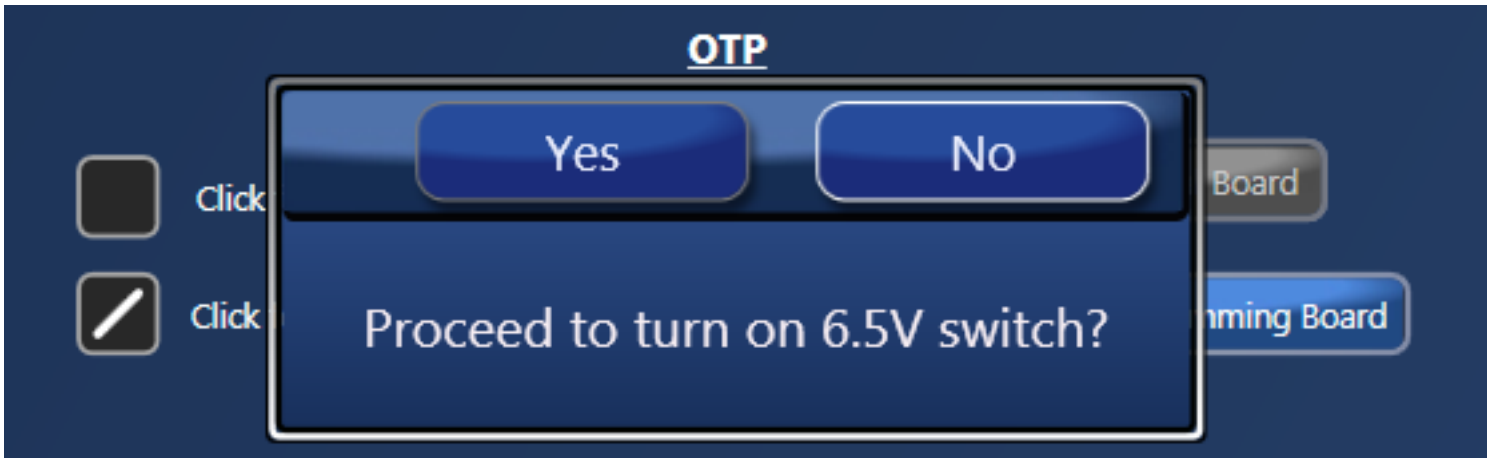 OTP
Yes No
Click Board
Click mming Board
Proceed to turn on 6.5V switch?